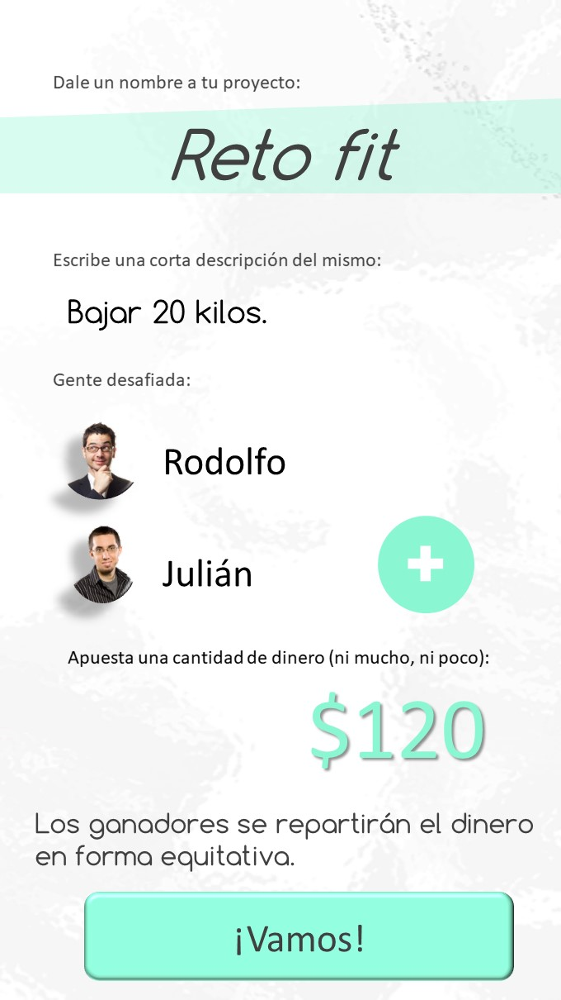 Dale un nombre a tu proyecto:
Reto fit
Escribe una corta descripción del mismo:
Bajar 20 kilos.
Gente desafiada:
Rodolfo
Julián
Apuesta una cantidad de dinero (ni mucho, ni poco):
$120
Los ganadores se repartirán el dinero
en forma equitativa.
¡Vamos!